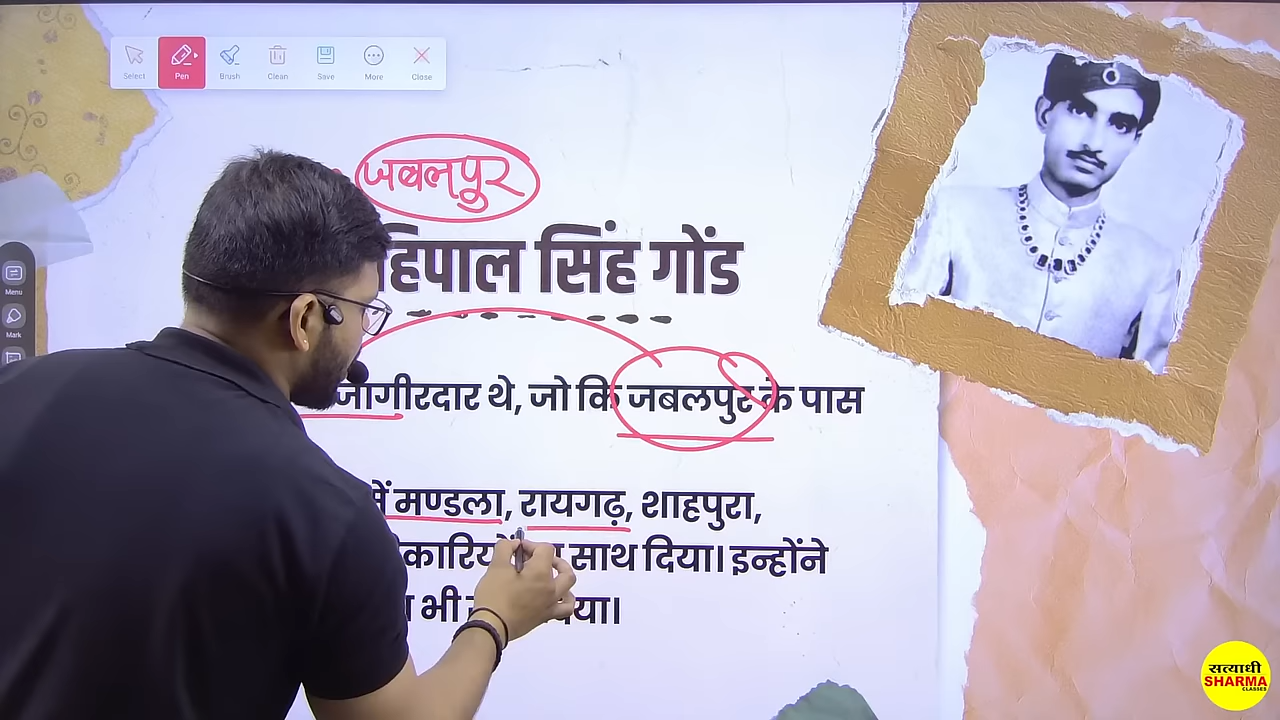 Select Pen Brush Clean Save More Close
जबलपुर
हिपाल सिंह गोंड
Menu
Mark
जागीरदार थे, जो कि जबलपुर के पास
में मण्डला, रायगढ़, शाहपुरा,
साथ दिया। इन्होंने
भी
सत्याधी
SHARMA
CLASSES